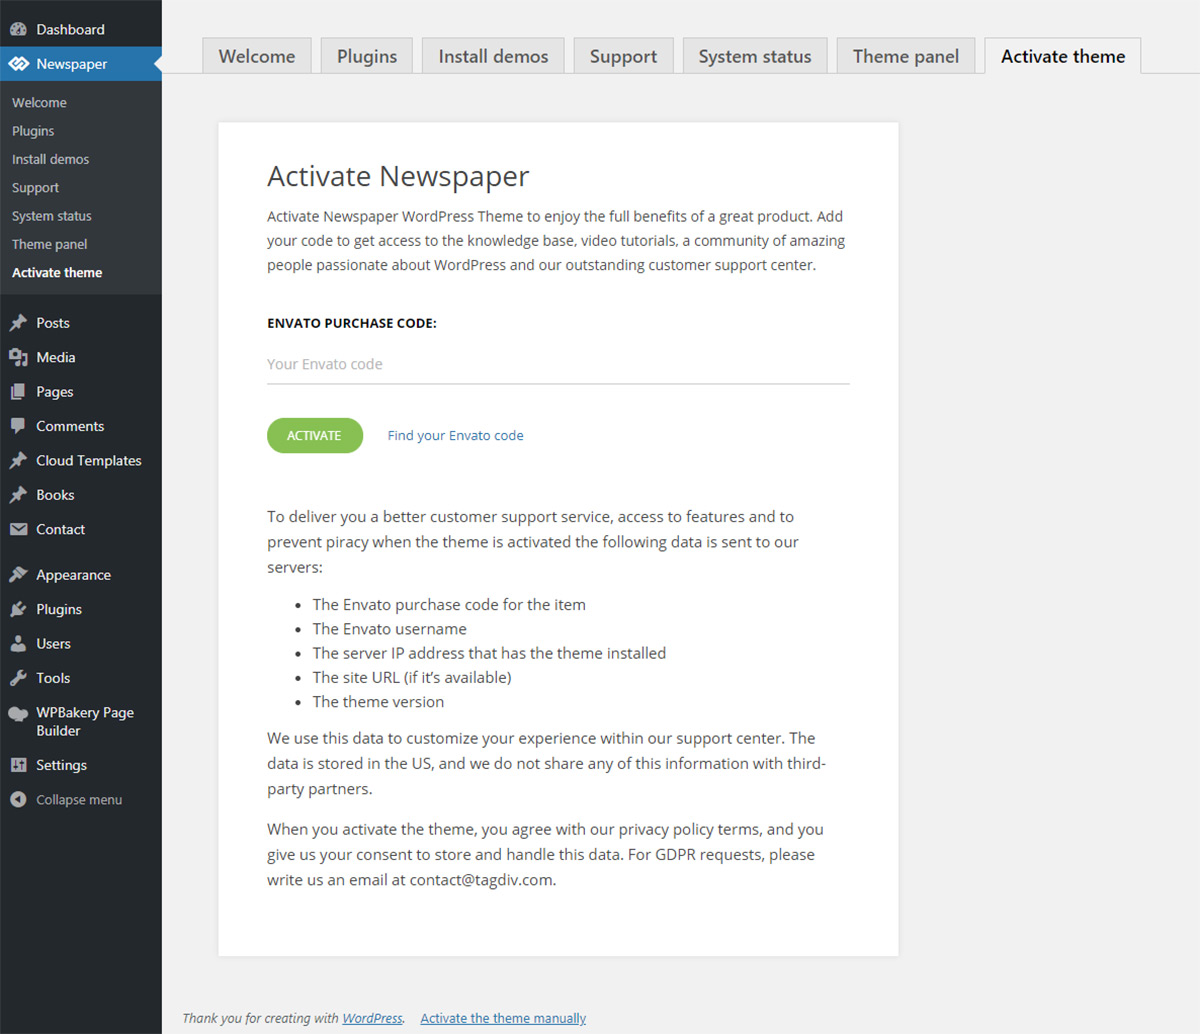 Dashboard
Newspaper
Welcome
Plugins
Install demos
Support
System status
Theme panel
Activate theme
Posts
Media
Pages
Comments
Cloud Templates
Books
Contact
Appearance
Plugins
Users
Tools
WPBakery Page
Builder
Settings
Collapse menu
Welcome Plugins Install demos Support System status Theme panel Activate theme
Activate Newspaper
Activate Newspaper WordPress Theme to enjoy the full benefits of a great product. Add
your code to get access to the knowledge base, video tutorials, a community of amazing
people passionate about WordPress and our outstanding customer support center.
ENVATO PURCHASE CODE:
Your Envato code
ACTIVATE Find your Envato code
To deliver you a better customer support service, access to features and to
prevent piracy when the theme is activated the following data is sent to our
servers:
• The Envato purchase code for the item
• The Envato username
• The server IP address that has the theme installed
• The site URL (if it’s available)
• The theme version
We use this data to customize your experience within our support center. The
data is stored in the US, and we do not share any of this information with third-
party partners.
When you activate the theme, you agree with our privacy policy terms, and you
give us your consent to store and handle this data. For GDPR requests, please
write us an email at contact@tagdiv.com.
Thank you for creating with WordPress. Activate the theme manually